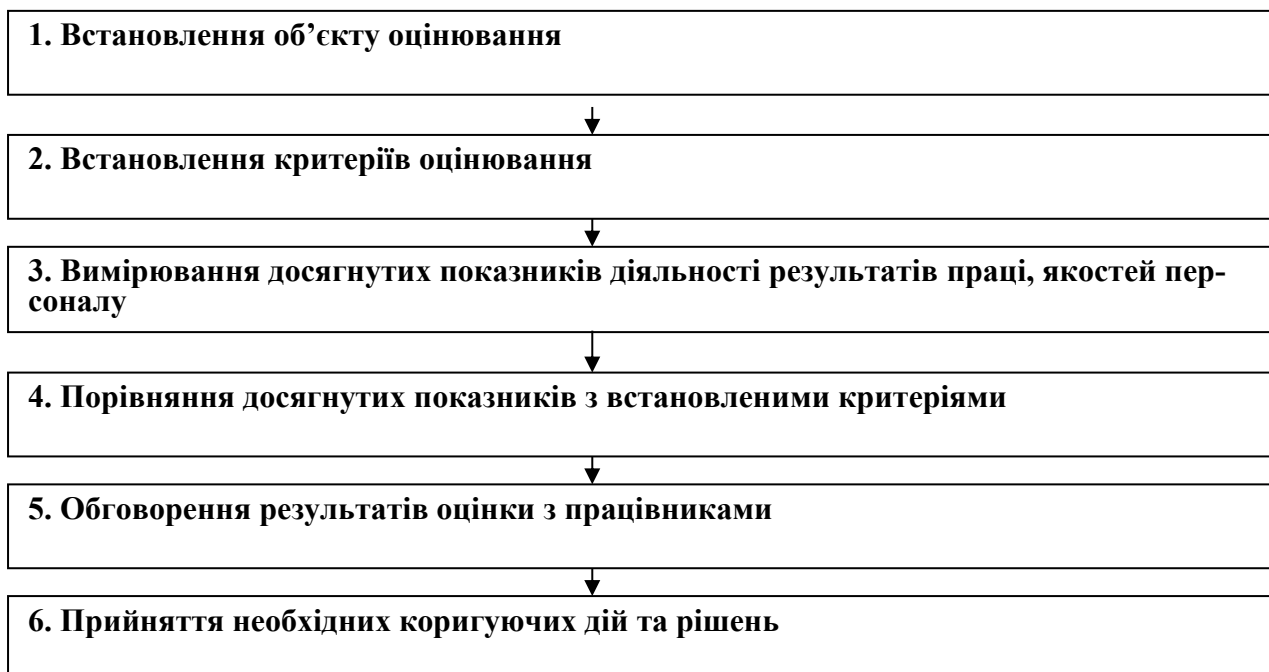 1. Встановлення об’єкту оцінювання
2. Встановлення критеріїв оцінювання
3. Вимірювання досягнутих показників діяльності результатів праці, якостей пер-
соналу
4. Порівняння досягнутих показників з встановленими критеріями
5. Обговорення результатів оцінки з працівниками
6. Прийняття необхідних коригуючих дій та рішень